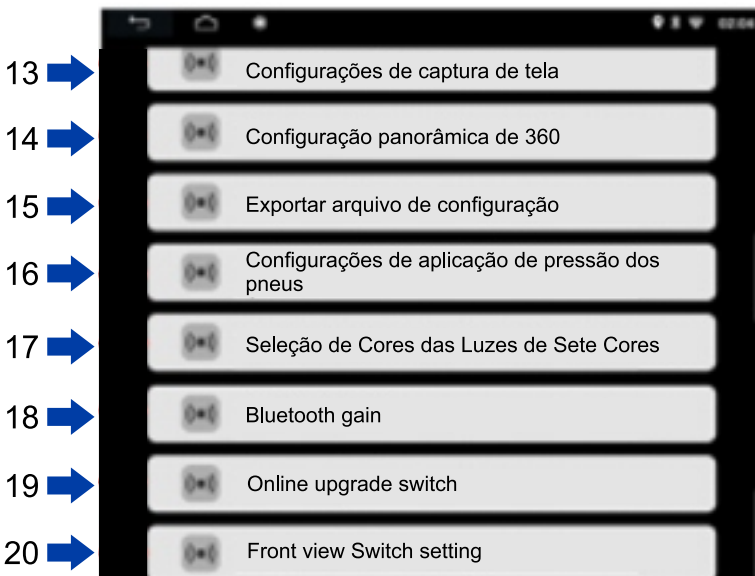 02:04
13 Configurações de captura de tela
14 Configuração panorâmica de 360
15 Exportar arquivo de configuração
16 Configurações de aplicação de pressão dos
pneus
17 Seleção de Cores das Luzes de Sete Cores
18 Bluetooth gain
19 Online upgrade switch
20 Front view Switch setting